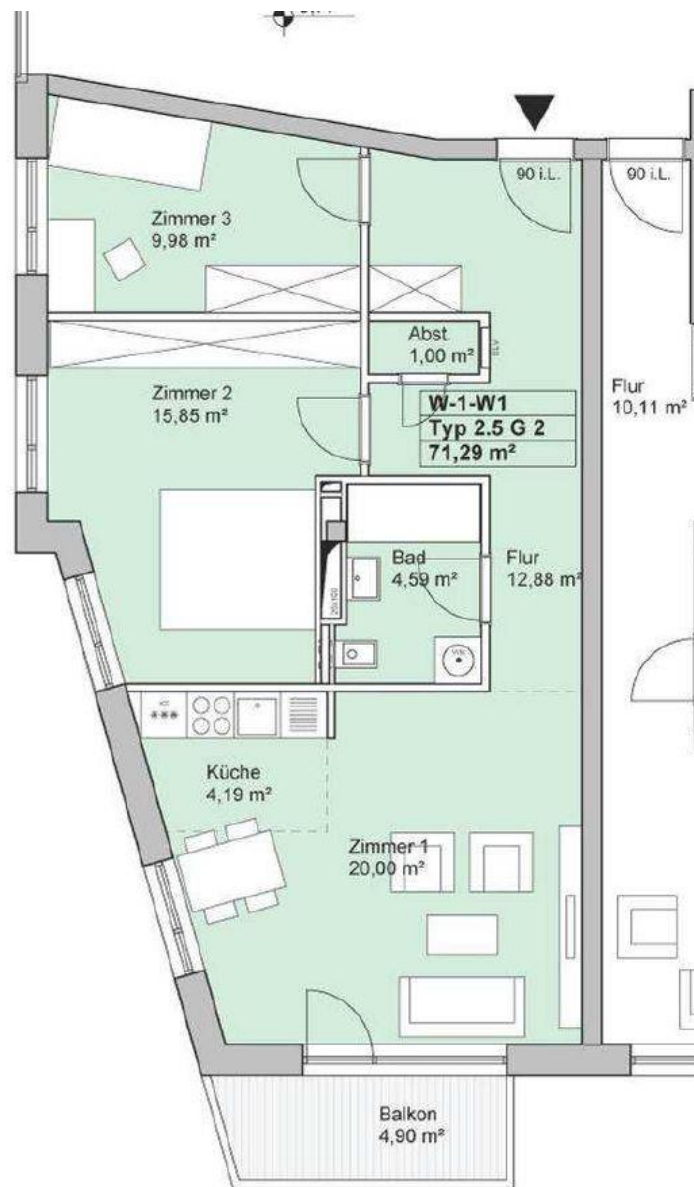 90 i.L.
90 i.L.
Zimmer 3
9,98 m²
Abst.
1,00 m²
ELV
Zimmer 2
15,85 m²
W-1-W1
Typ 2.5 G 2
71,29 m²
Flur
10,11 m²
Bad
4,59 m²
Flur
12,88 m²
Küche
4,19 m²
Zimmer 1
20,00 m²
Balkon
4,90 m²